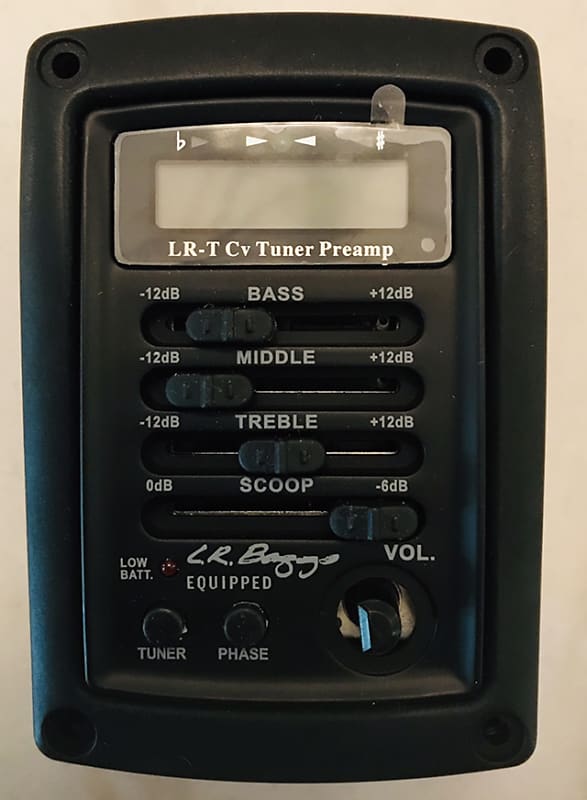 ♭ #
LR-T Cv Tuner Preamp
-12dB BASS +12dB
-12dB MIDDLE +12dB
-12dB TREBLE +12dB
0dB SCOOP -6dB
L.R. Baggs VOL.
LOW
BATT.
EQUIPPED
TUNER PHASE